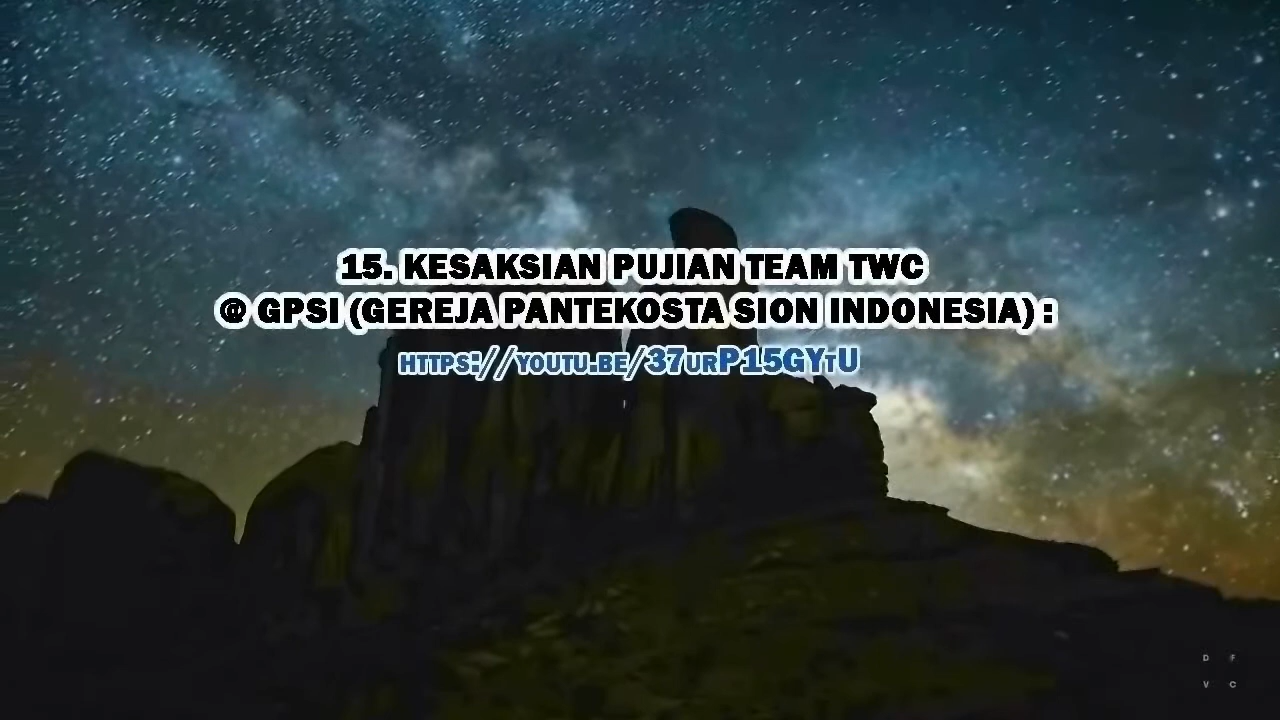 15. KESAKSIAN PUJIAN TEAM TWC
@ GPSI (GEREJA PANTEKOSTA SION INDONESIA) :
https://youtu.be/37urP15GYtU
D F
V C